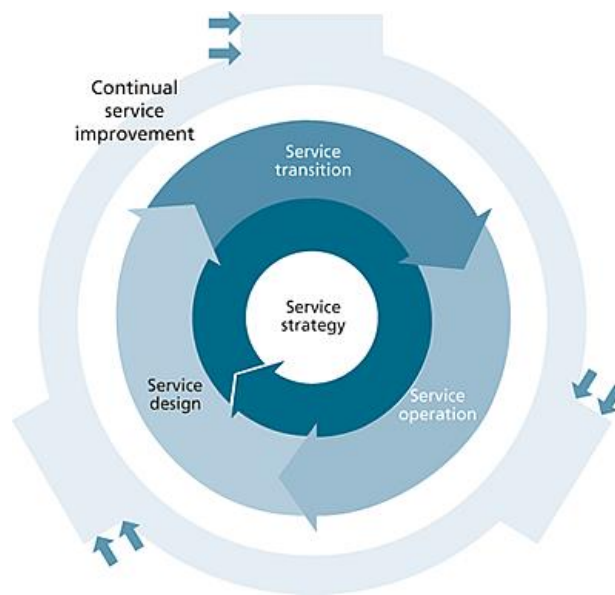 Continual
service
improvement
Service
transition
Service
strategy
Service
design
Service
operation